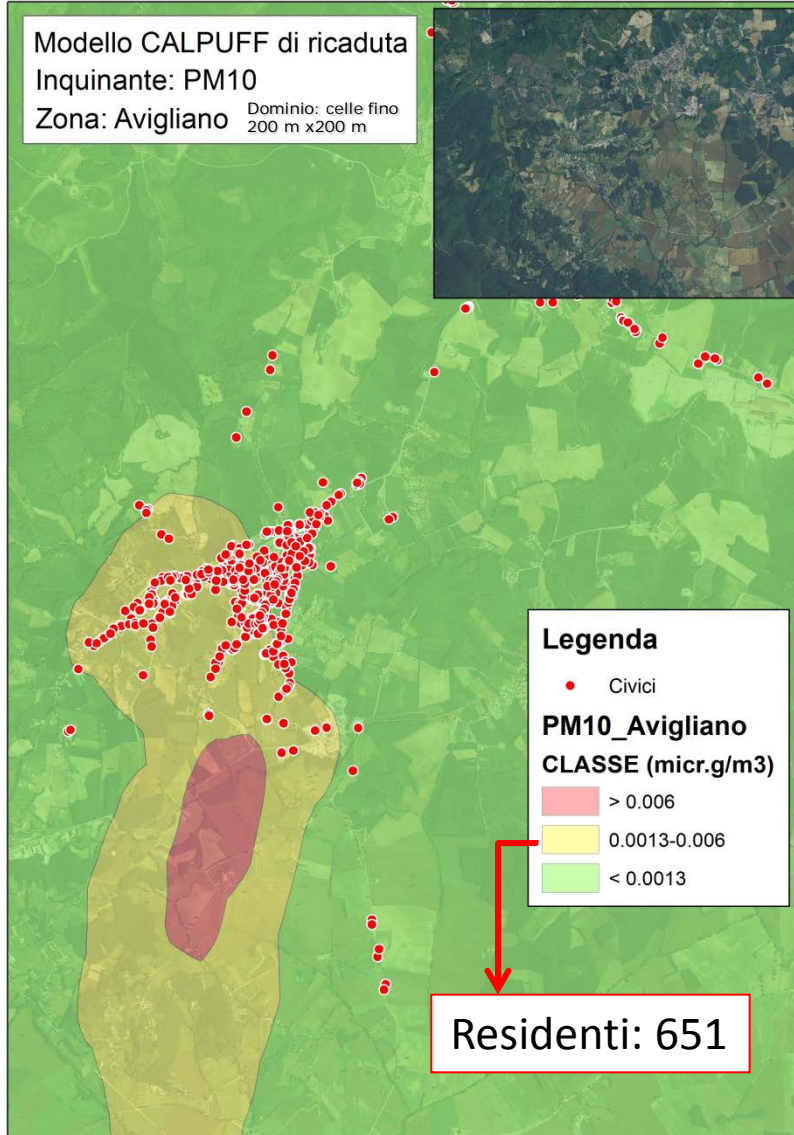 Modello CALPUFF di ricaduta
Inquinante: PM10
Zona: Avigliano Dominio: celle fino
200 m x200 m
Legenda
Civici
PM10_Avigliano
CLASSE (micr.g/m3)
> 0.006
0.0013-0.006
< 0.0013
Residenti: 651